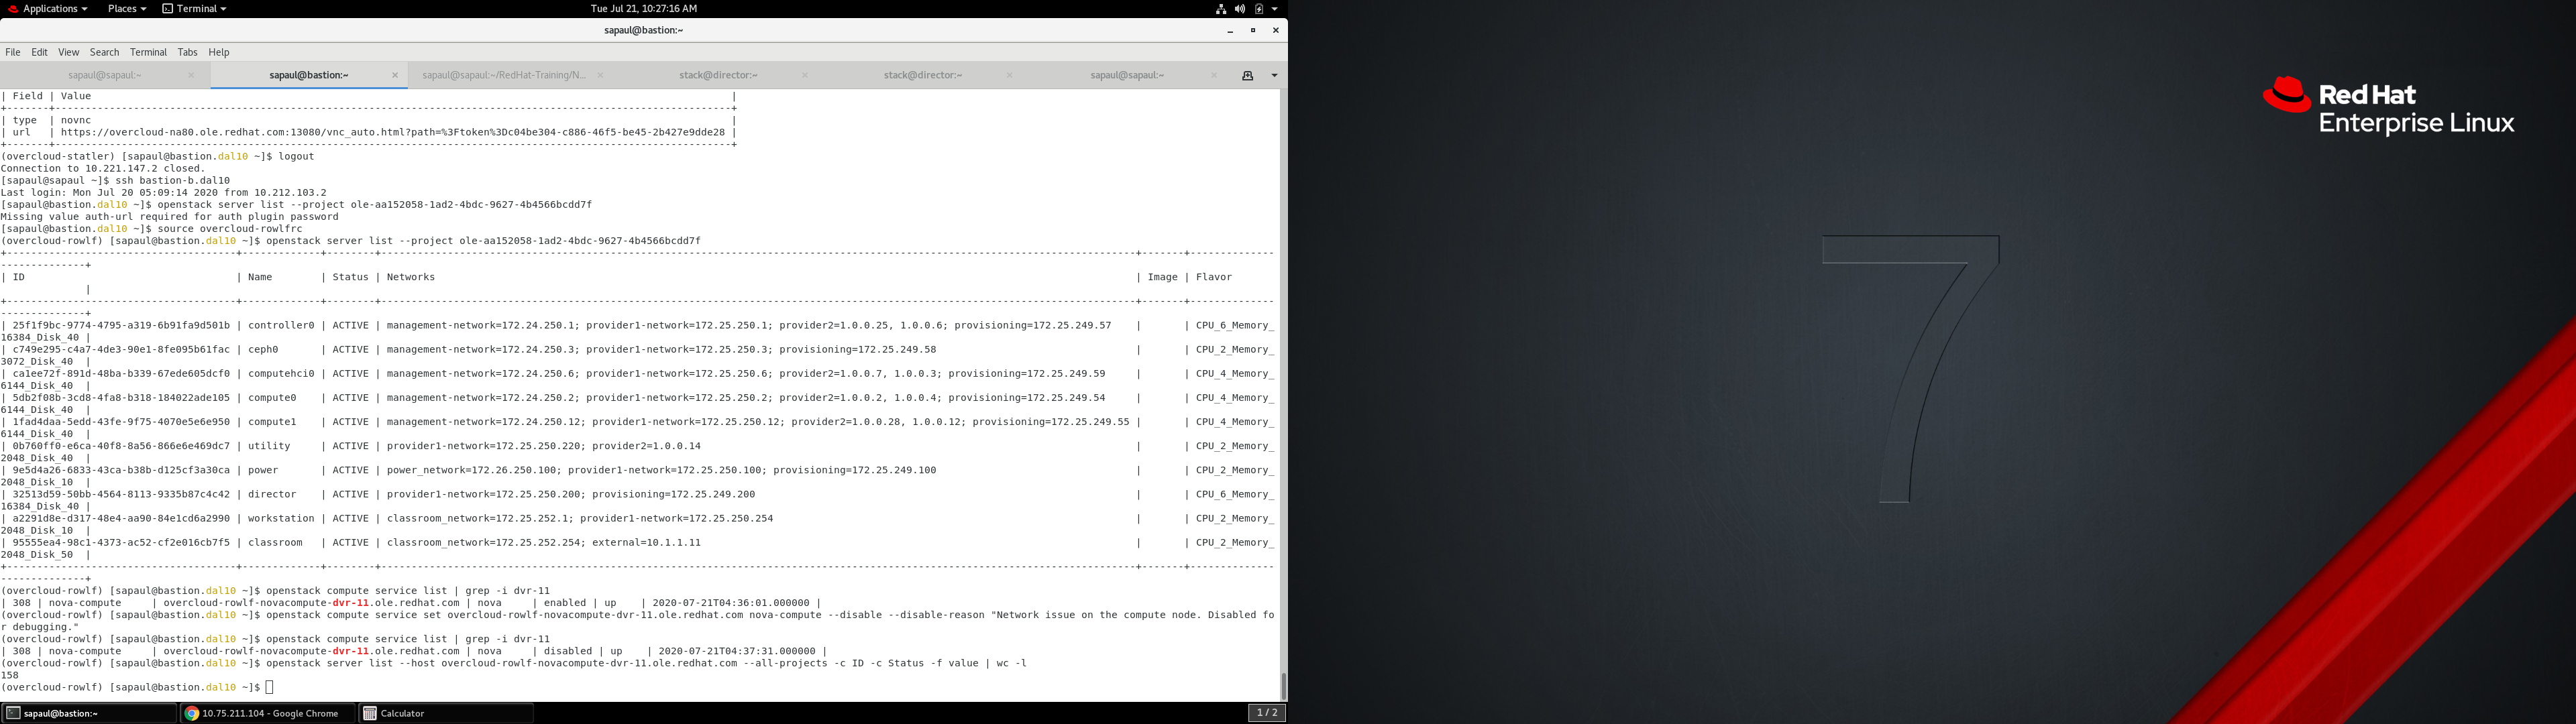 Applications Places Terminal Tue Jul 21, 10:27:16 AM
sapaul@bastion:~
File Edit View Search Terminal Tabs Help
sapaul@sapaul:~ sapaul@bastion:~ sapaul@sapaul:~/RedHat-Training/N... stack@director:~ stack@director:~ sapaul@sapaul:~
| Field | Value |
+-------+--------------------------------------------------------------------------------------------------------+
| type | novnc |
| url | https://overcloud-na80.ole.redhat.com:13080/vnc_auto.html?path=%3Ftoken%3Dc04be304-c886-46f5-be45-2b427e9dde28 |
+-------+--------------------------------------------------------------------------------------------------------+
(overcloud-statler) [sapaul@bastion.dal10 ~]$ logout
Connection to 10.221.147.2 closed.
[sapaul@sapaul ~]$ ssh bastion-b.dal10
Last login: Mon Jul 20 05:09:14 2020 from 10.212.103.2
[sapaul@bastion.dal10 ~]$ openstack server list --project ole-aa152058-1ad2-4bdc-9627-4b4566bcdd7f
Missing value auth-url required for auth plugin password
[sapaul@bastion.dal10 ~]$ source overcloud-rowlfrc
(overcloud-rowlf) [sapaul@bastion.dal10 ~]$ openstack server list --project ole-aa152058-1ad2-4bdc-9627-4b4566bcdd7f
| ID | Name | Status | Networks | Image | Flavor
|
| 25f1f9bc-9774-4795-a319-6b91fa9d501b | controller0 | ACTIVE | management-network=172.24.250.1; provider1-network=172.25.250.1; provider2=1.0.0.25, 1.0.0.6; provisioning=172.25.249.57 | | CPU_6_Memory_
16384_Disk_40 |
| c749e295-c4a7-4de3-90e1-8fe095b61fac | ceph0 | ACTIVE | management-network=172.24.250.3; provider1-network=172.25.250.3; provisioning=172.25.249.58 | | CPU_2_Memory_
3072_Disk_40 |
| ca1ee72f-891d-48ba-b339-67ede605dcf0 | computehci0 | ACTIVE | management-network=172.24.250.6; provider1-network=172.25.250.6; provider2=1.0.0.7, 1.0.0.3; provisioning=172.25.249.59 | | CPU_4_Memory_
6144_Disk_40 |
| 5db2f08b-3cd8-4fa8-b318-184022ade105 | compute0 | ACTIVE | management-network=172.24.250.2; provider1-network=172.25.250.2; provider2=1.0.0.2, 1.0.0.4; provisioning=172.25.249.54 | | CPU_4_Memory_
6144_Disk_40 |
| 1fad4daa-5edd-43fe-9f75-4070e5e6e950 | compute1 | ACTIVE | management-network=172.24.250.12; provider1-network=172.25.250.12; provider2=1.0.0.28, 1.0.0.12; provisioning=172.25.249.55 | | CPU_4_Memory_
6144_Disk_40 |
| 0b760ff0-e6ca-40f8-8a56-866e6e469dc7 | utility | ACTIVE | provider1-network=172.25.250.220; provider2=1.0.0.14 | | CPU_2_Memory_
2048_Disk_40 |
| 9e5d4a26-6833-43ca-b38b-d125cf3a30ca | power | ACTIVE | power_network=172.26.250.100; provider1-network=172.25.250.100; provisioning=172.25.249.100 | | CPU_2_Memory_
2048_Disk_10 |
| 32513d59-50bb-4564-8113-9335b87c4c42 | director | ACTIVE | provider1-network=172.25.250.200; provisioning=172.25.249.200 | | CPU_6_Memory_
16384_Disk_40 |
| a2291d8e-d317-48e4-aa90-84e1cd6a2990 | workstation | ACTIVE | classroom_network=172.25.252.1; provider1-network=172.25.250.254 | | CPU_2_Memory_
2048_Disk_10 |
| 95555ea4-98c1-4373-ac52-cf2e016cb7f5 | classroom | ACTIVE | classroom_network=172.25.252.254; external=10.1.1.11 | | CPU_2_Memory_
2048_Disk_50 |
(overcloud-rowlf) [sapaul@bastion.dal10 ~]$ openstack compute service list | grep -i dvr-11
| 308 | nova-compute | overcloud-rowlf-novacompute-dvr-11.ole.redhat.com | nova | enabled | up | 2020-07-21T04:36:01.000000 |
(overcloud-rowlf) [sapaul@bastion.dal10 ~]$ openstack compute service set overcloud-rowlf-novacompute-dvr-11.ole.redhat.com nova-compute --disable --disable-reason "Network issue on the compute node. Disabled fo
r debugging."
(overcloud-rowlf) [sapaul@bastion.dal10 ~]$ openstack compute service list | grep -i dvr-11
| 308 | nova-compute | overcloud-rowlf-novacompute-dvr-11.ole.redhat.com | nova | disabled | up | 2020-07-21T04:37:31.000000 |
(overcloud-rowlf) [sapaul@bastion.dal10 ~]$ openstack server list --host overcloud-rowlf-novacompute-dvr-11.ole.redhat.com --all-projects -c ID -c Status -f value | wc -l
158
(overcloud-rowlf) [sapaul@bastion.dal10 ~]$
sapaul@bastion:~ 10.75.211.104 - Google Chrome Calculator 1 / 2
Red Hat
Enterprise Linux
7